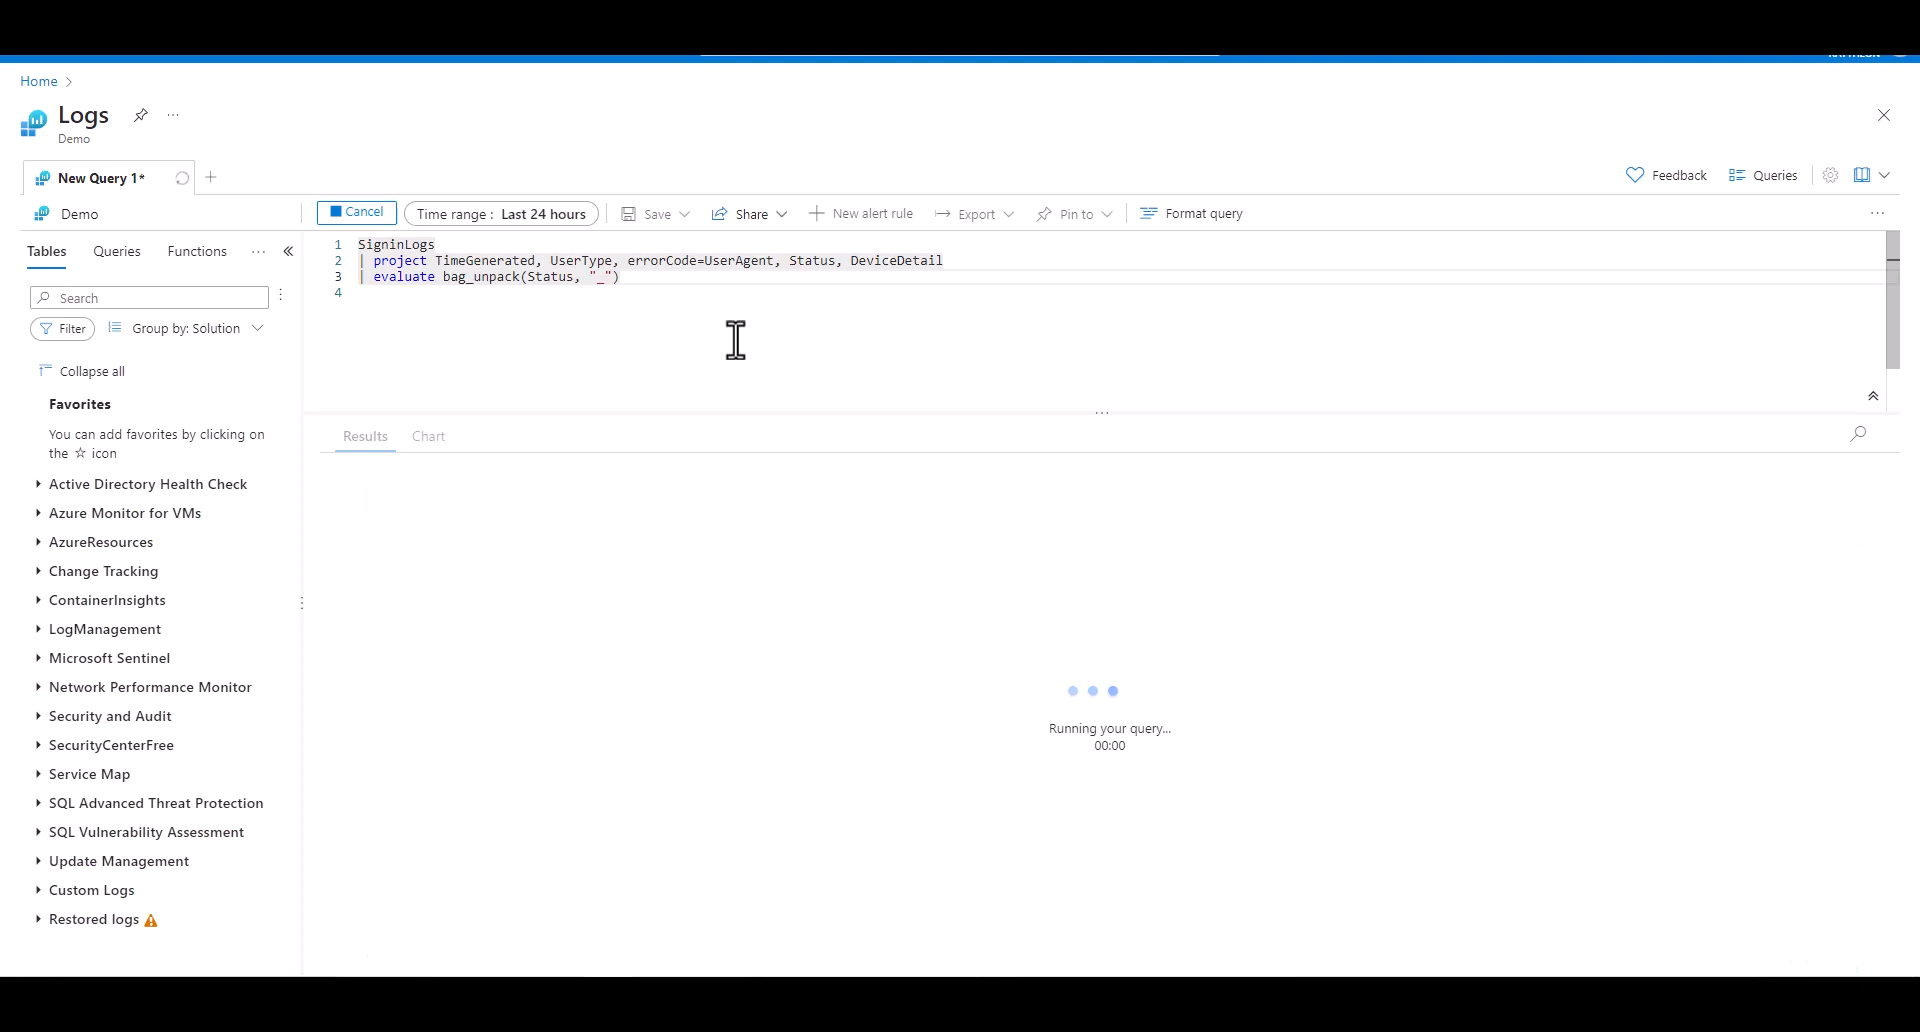 Home
Logs
Demo
New Query 1*
Feedback
Queries
Demo
Cancel
Time range : Last 24 hours
Save
Share
New alert rule
Export
Pin to
Format query
Tables
Queries
Functions
1 SigninLogs
2 | project TimeGenerated, UserType, errorCode=UserAgent, Status, DeviceDetail
3 | evaluate bag_unpack(Status, "_")
4
Search
Filter
Group by: Solution
Collapse all
Favorites
You can add favorites by clicking on
the ☆ icon
Results
Chart
Active Directory Health Check
Azure Monitor for VMs
AzureResources
Change Tracking
ContainerInsights
LogManagement
Microsoft Sentinel
Network Performance Monitor
Security and Audit
SecurityCenterFree
Service Map
SQL Advanced Threat Protection
SQL Vulnerability Assessment
Update Management
Custom Logs
Restored logs
Running your query...
00:00